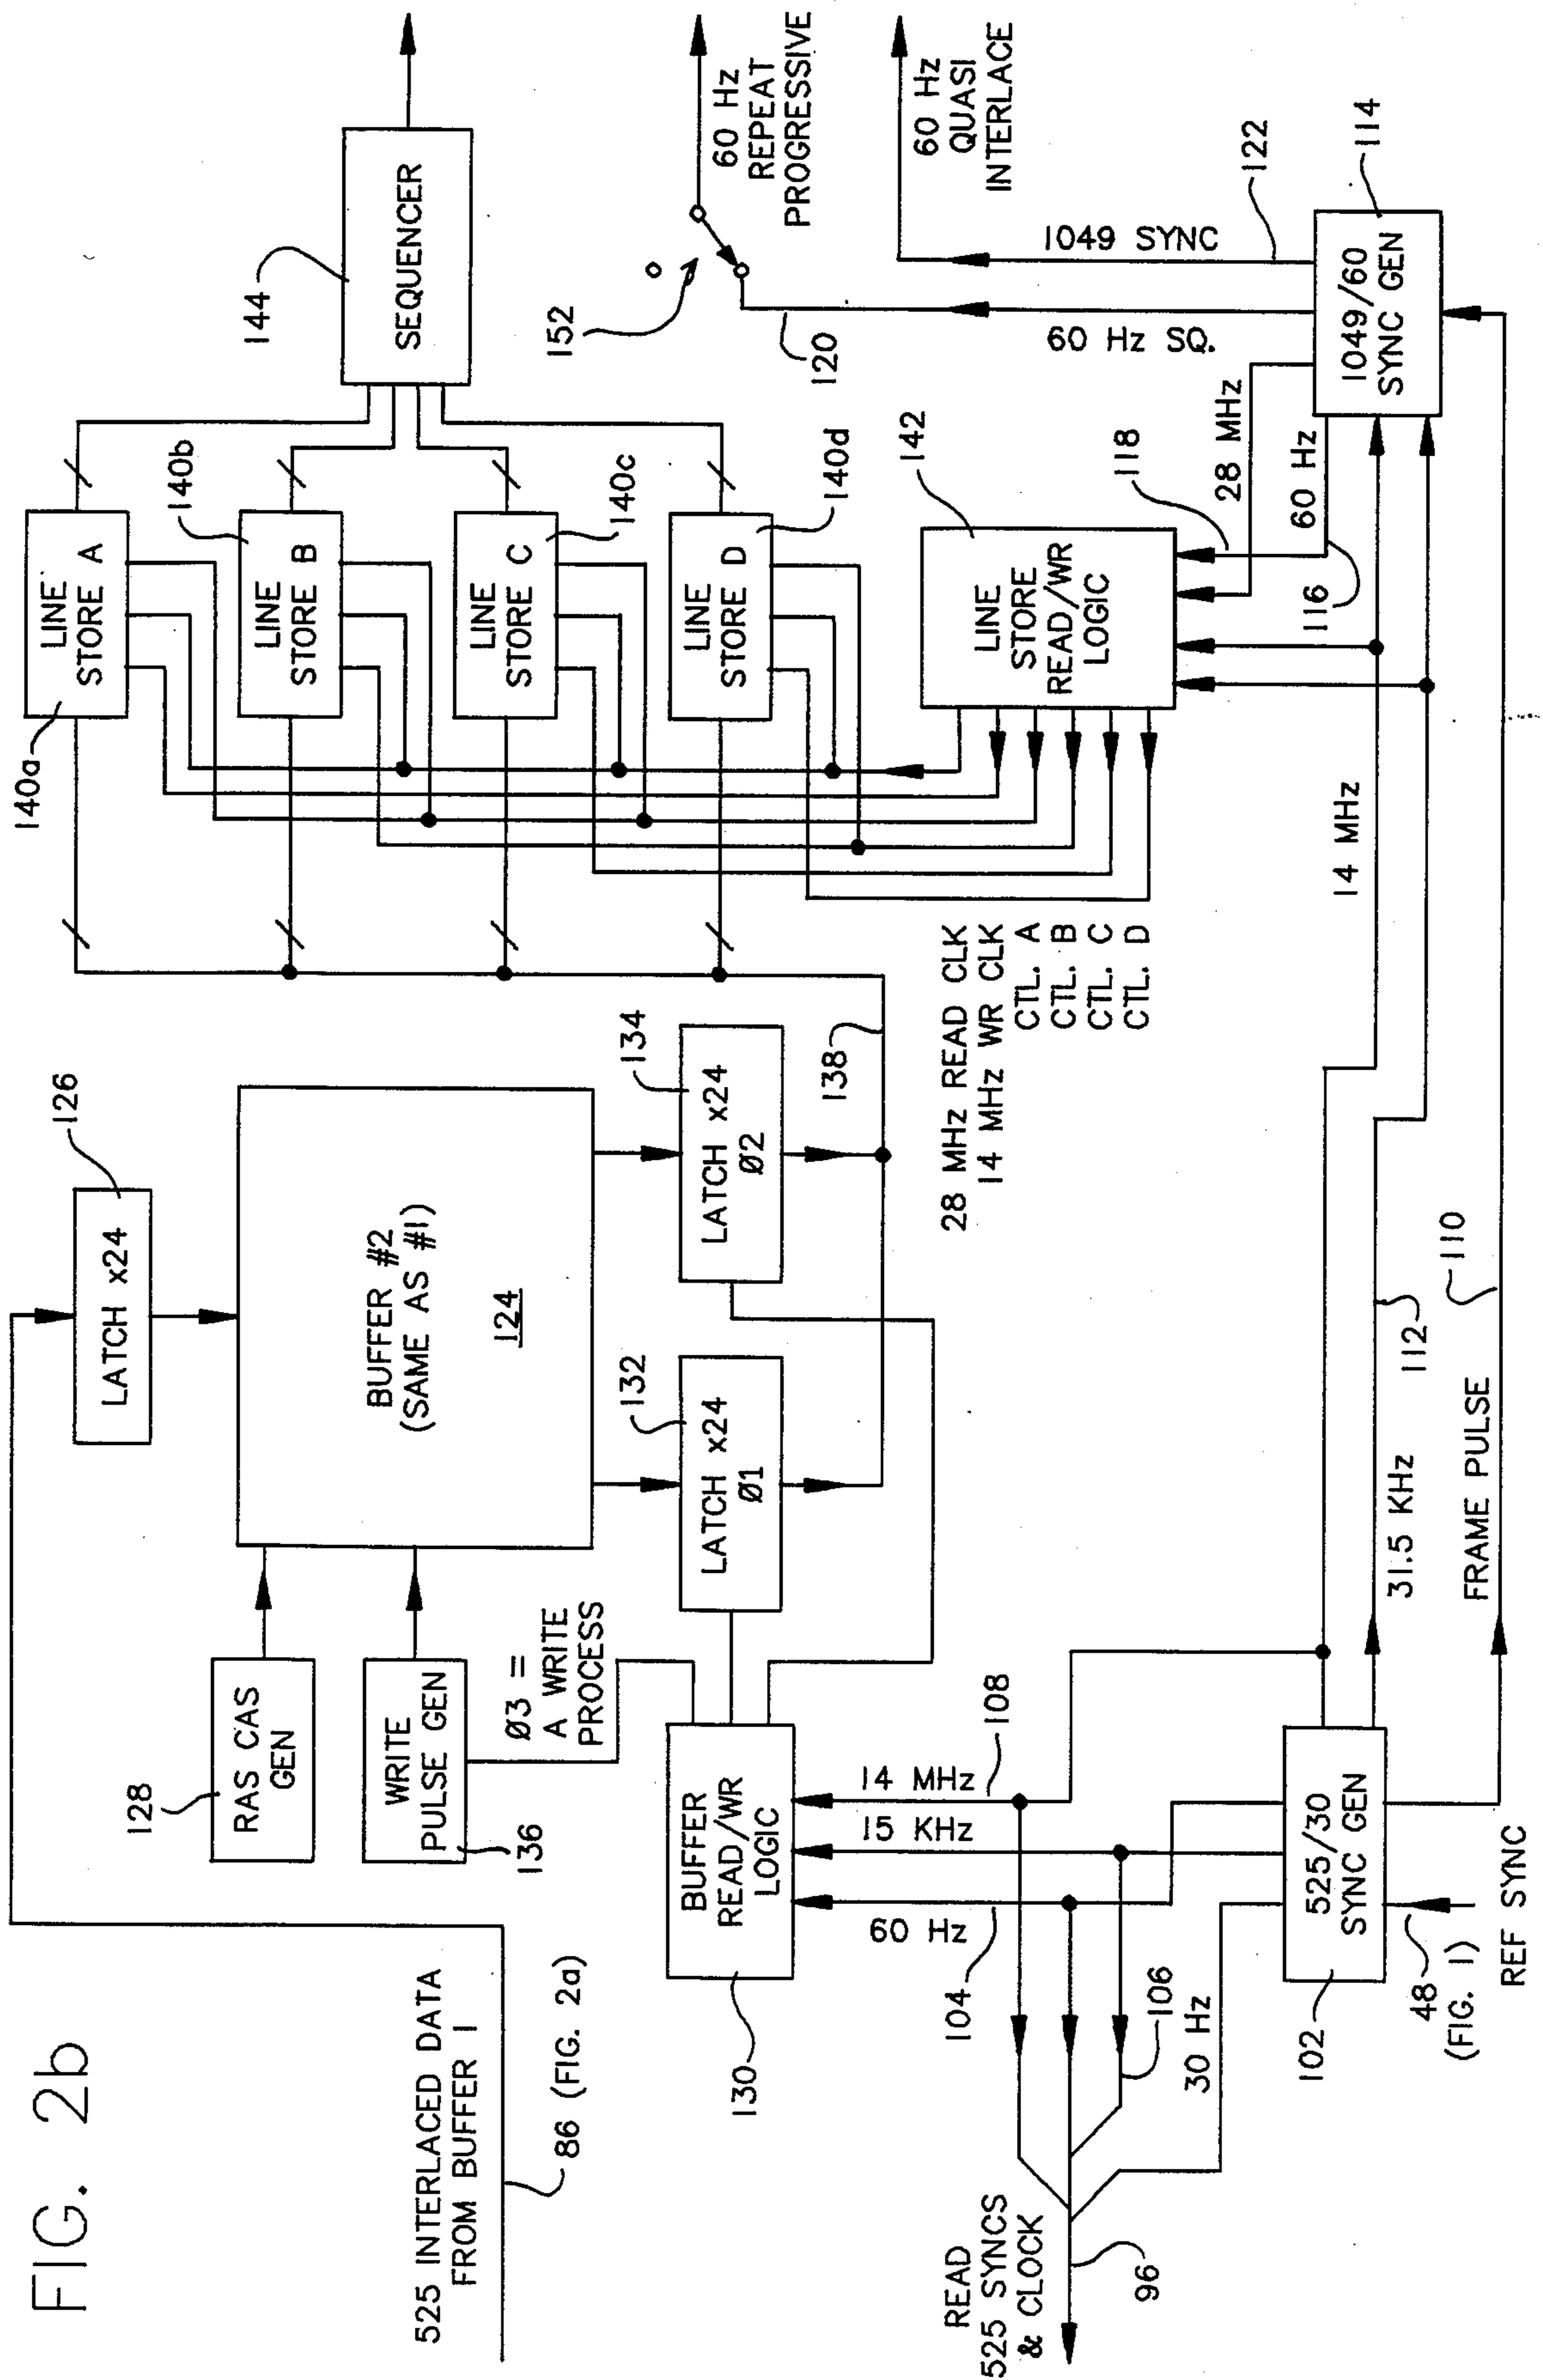 FIG. 2b
525 INTERLACED DATA
FROM BUFFER 1
86 (FIG. 2a)
LATCH x24
126
BUFFER #2
(SAME AS #1)
124
RAS CAS
GEN
128
WRITE
PULSE GEN
136
Ø3 =
A WRITE
PROCESS
LATCH x24
Ø1
132
LATCH x24
Ø2
134
138
BUFFER
READ/WR
LOGIC
130
14 MHz
108
15 KHz
60 Hz
104
106
30 Hz
READ
525 SYNCS
& CLOCK
96
525/30
SYNC GEN
102
48
(FIG. 1)
REF SYNC
FRAME PULSE
110
31.5 KHz
112
14 MHz
LINE
STORE A
140a
LINE
STORE B
140b
LINE
STORE C
140c
LINE
STORE D
140d
SEQUENCER
144
28 MHz READ CLK
14 MHz WR CLK
CTL. A
CTL. B
CTL. C
CTL. D
LINE
STORE
READ/WR
LOGIC
142
118
28 MHz
60 Hz
116
1049/60
SYNC GEN
114
60 Hz SQ.
120
1049 SYNC
122
152
60 Hz
REPEAT
PROGRESSIVE
60 Hz
QUASI
INTERLACE